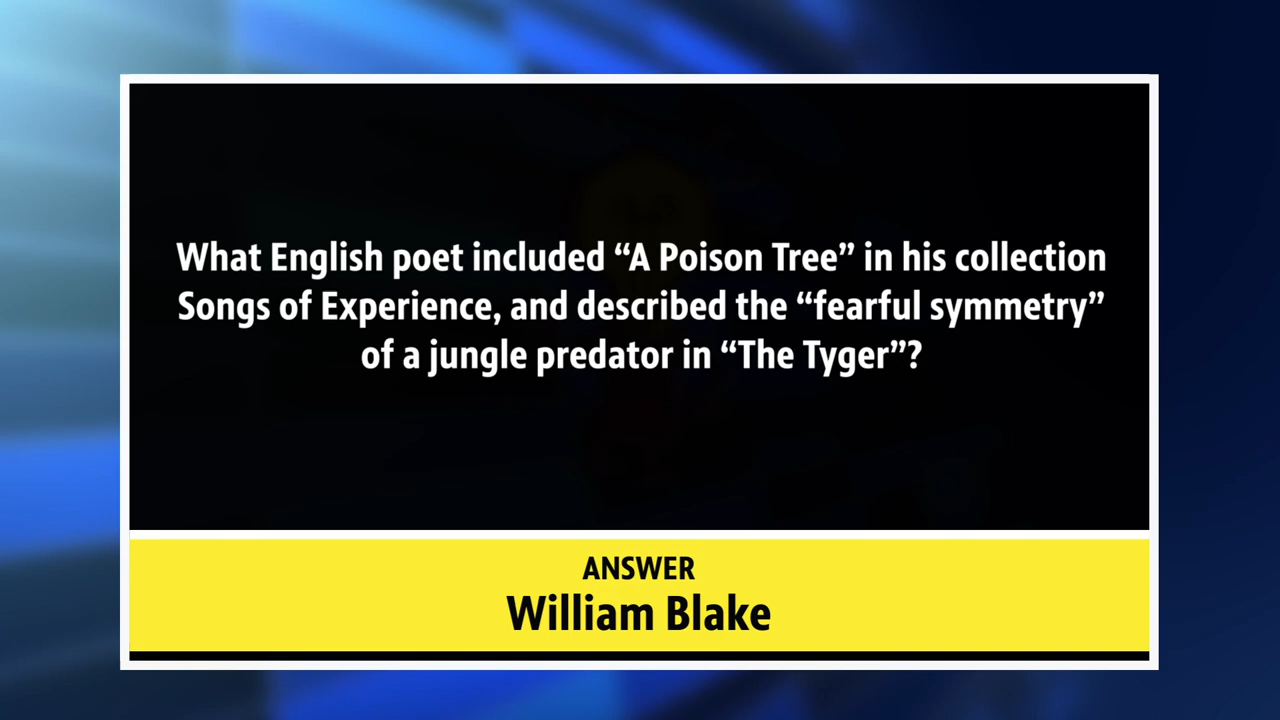 What English poet included “A Poison Tree” in his collection
Songs of Experience, and described the “fearful symmetry”
of a jungle predator in “The Tyger”?
ANSWER
William Blake